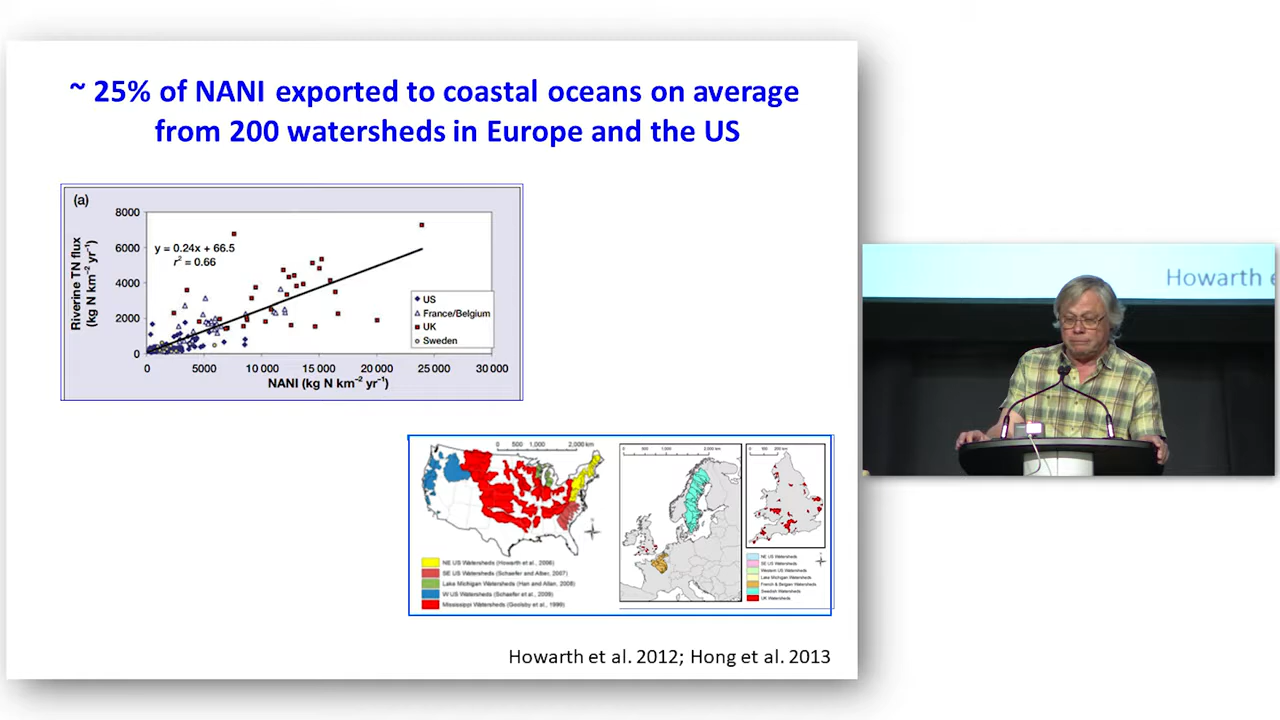 ~ 25% of NANI exported to coastal oceans on average
from 200 watersheds in Europe and the US
(a)
8000
6000
4000
2000
0
Riverine TN flux
(kg N km⁻² yr⁻¹)
y = 0.24x + 66.5
r² = 0.66
US
France/Belgium
UK
Sweden
0 5000 10 000 15 000 20 000 25 000 30 000
NANI (kg N km⁻² yr⁻¹)
0 500 1,000 2,000 km
NE US Watersheds (Howarth et al., 2006)
SE US Watersheds (Schaefer and Alber, 2007)
Lake Michigan Watersheds (Han and Allan, 2008)
W US Watersheds (Schaefer et al., 2009)
Mississippi Watersheds (Goolsby et al., 1999)
NE US Watersheds
SE US Watersheds
Western US Watersheds
Lake Michigan Watersheds
French & Belgian Watersheds
Swedish Watersheds
UK Watersheds
Howarth et al. 2012; Hong et al. 2013
Howarth e